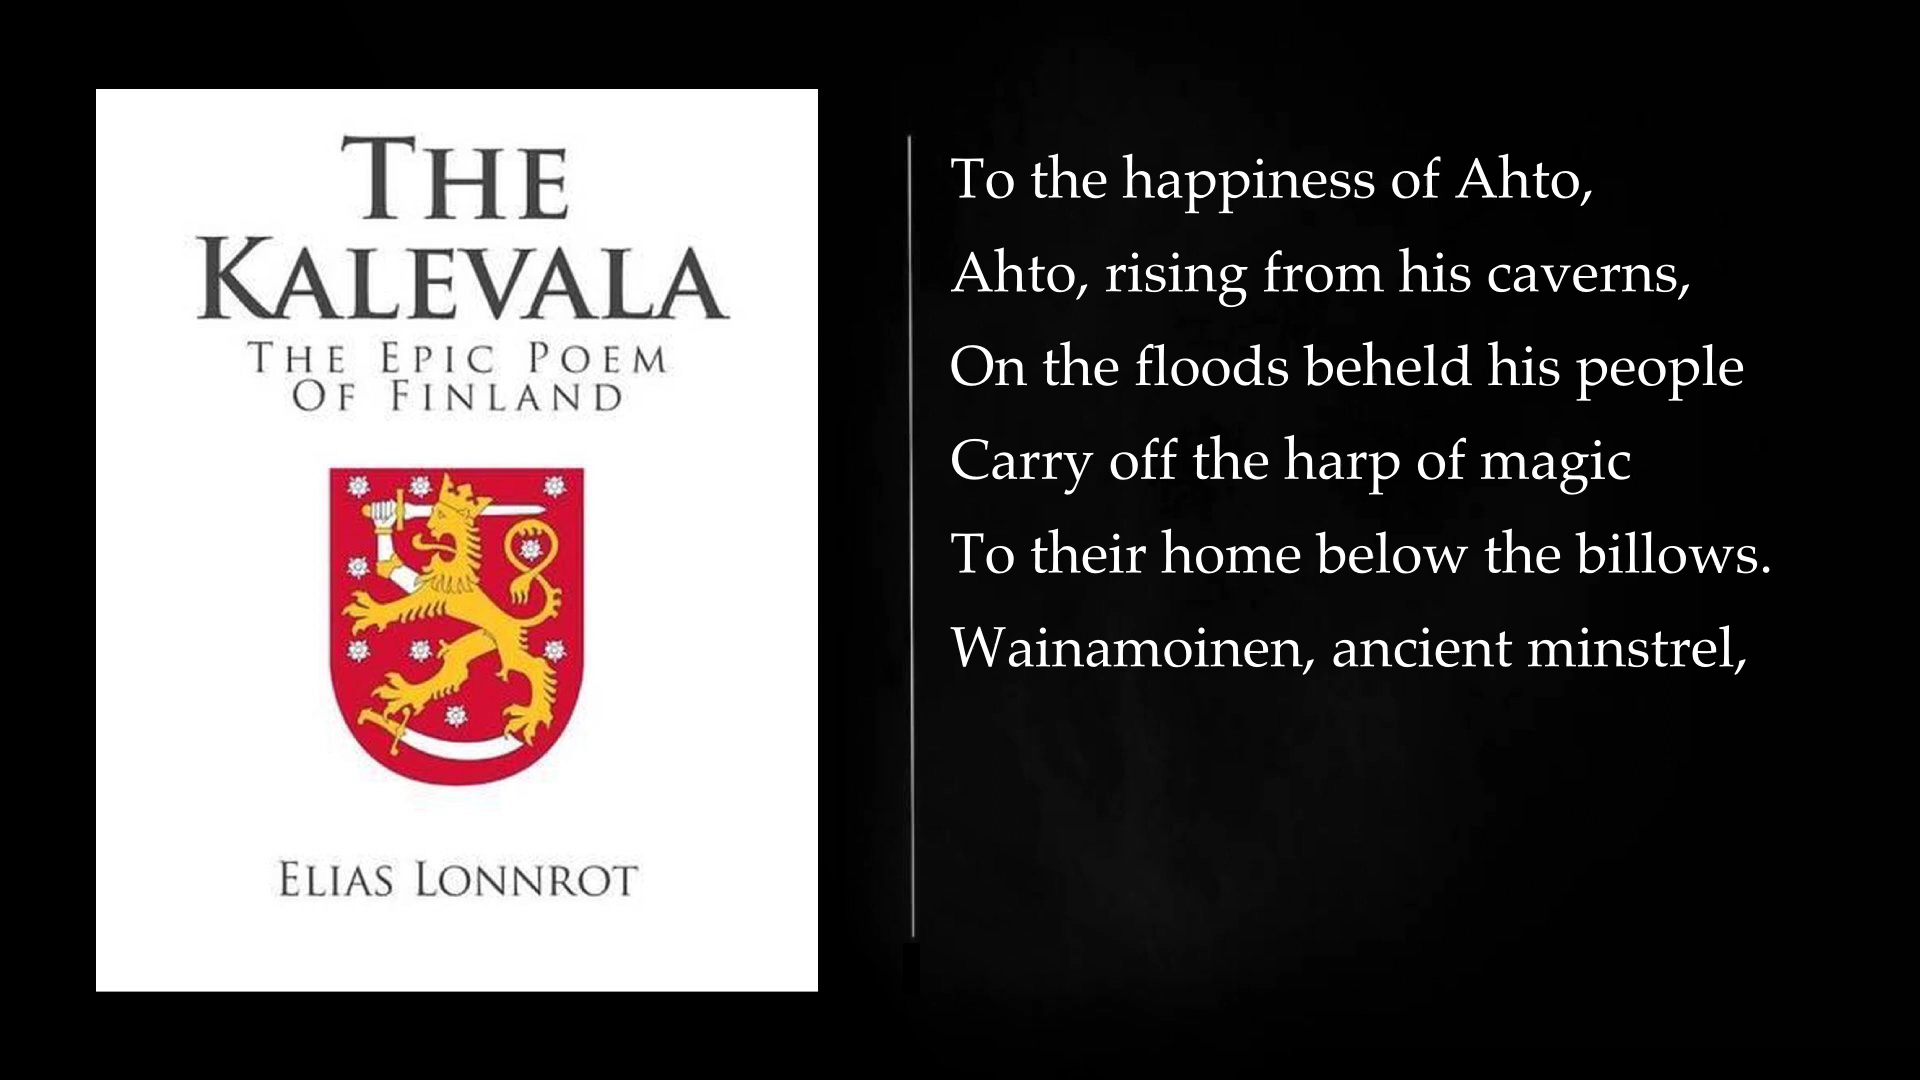 THE
KALEVALA
THE EPIC POEM
OF FINLAND
ELIAS LONNROT
To the happiness of Ahto,
Ahto, rising from his caverns,
On the floods beheld his people
Carry off the harp of magic
To their home below the billows.
Wainamoinen, ancient minstrel,